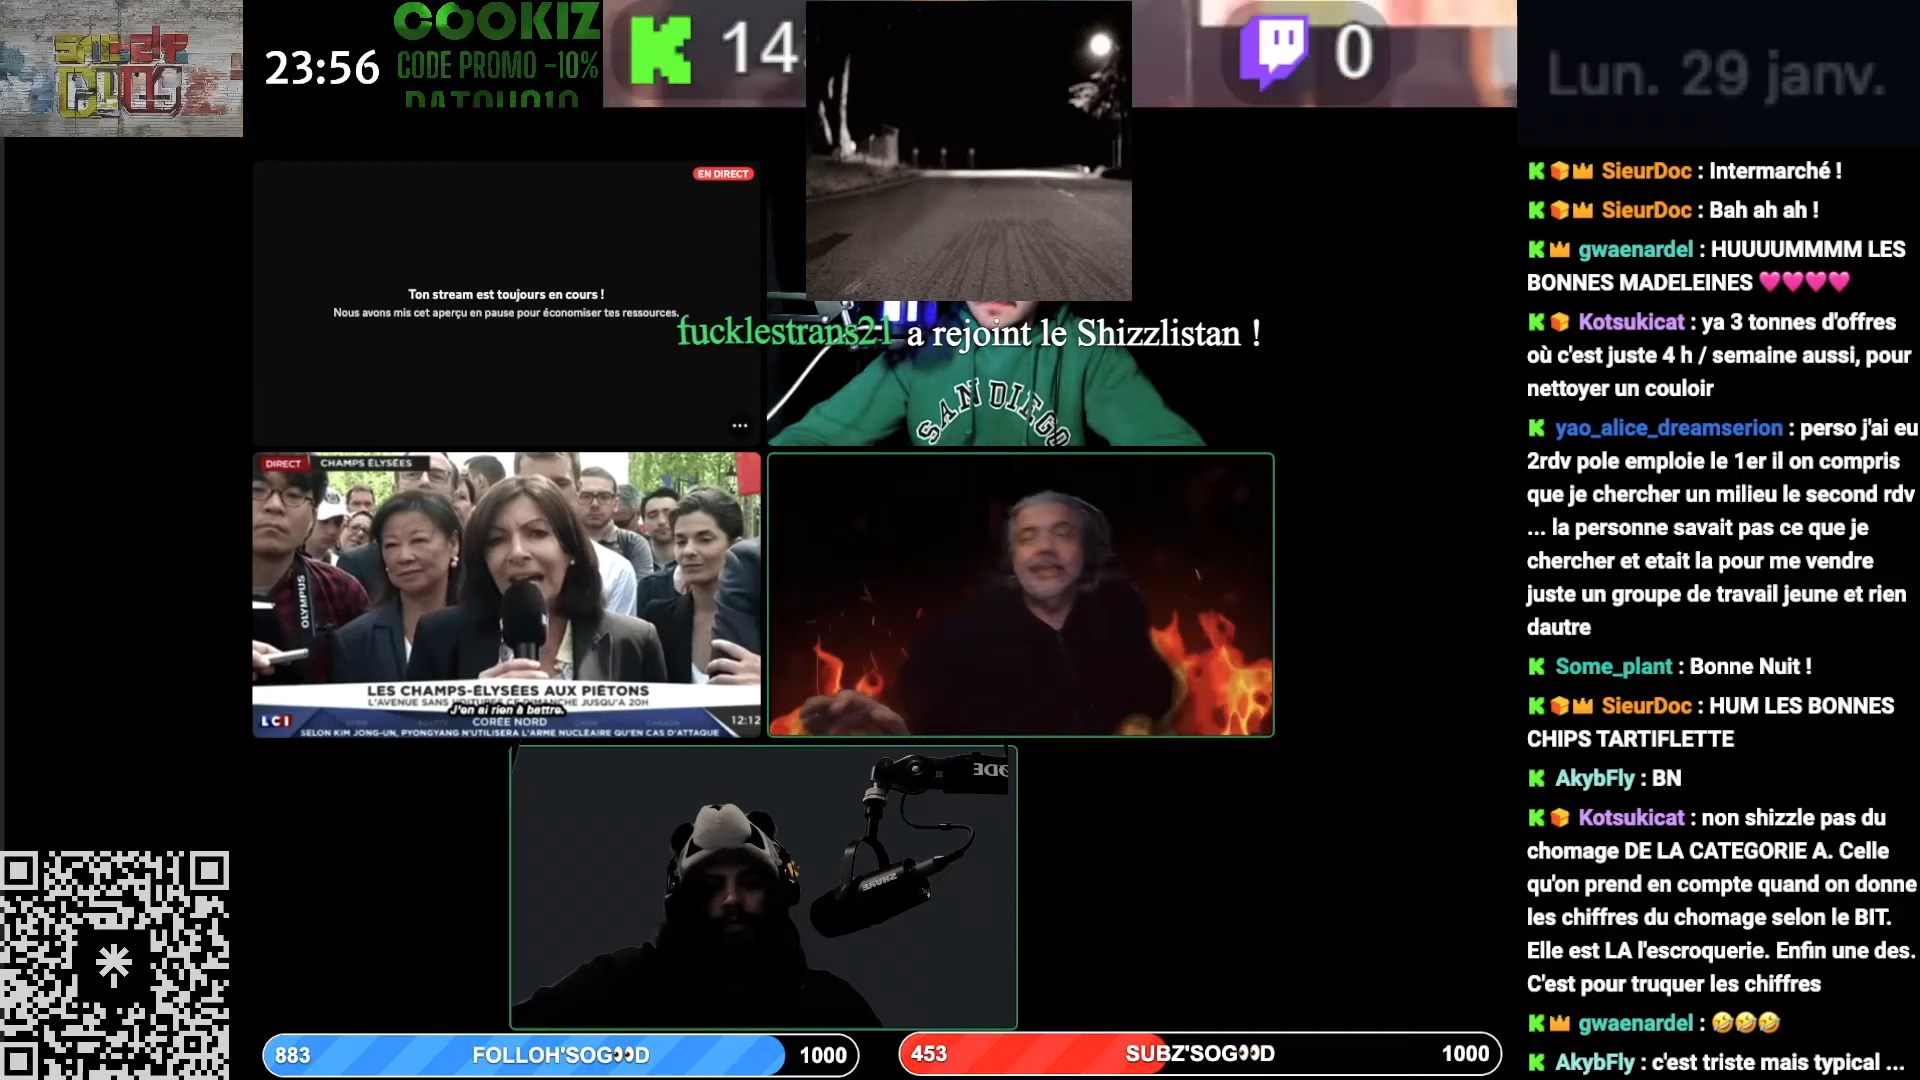 23:56
COOKIZ
CODE PROMO -10%
0
Lun. 29 janv.
EN DIRECT
Ton stream est toujours en cours !
Nous avons mis cet aperçu en pause pour économiser tes ressources.
fucklestrans21 a rejoint le Shizzlistan !
SAN DIEGO
DIRECT CHAMPS ÉLYSÉES
OLYMPUS
LES CHAMPS-ÉLYSÉES AUX PIÉTONS
L'AVENUE SANS VOITURES CE DIMANCHE JUSQU'A 20H
J'en ai rien à battre.
LCI
CORÉE NORD
12:12
SELON KIM JONG-UN, PYONGYANG N'UTILISERA L'ARME NUCLÉAIRE QU'EN CAS D'ATTAQUE
SHURE
883 FOLLOH'SOG👀D 1000
453 SUBZ'SOG👀D 1000
SieurDoc : Intermarché !
SieurDoc : Bah ah ah !
gwaenardel : HUUUUMMMM LES
BONNES MADELEINES 💗💗💗💗
Kotsukicat : ya 3 tonnes d'offres
où c'est juste 4 h / semaine aussi, pour
nettoyer un couloir
yao_alice_dreamserion : perso j'ai eu
2rdv pole emploie le 1er il on compris
que je chercher un milieu le second rdv
... la personne savait pas ce que je
chercher et etait la pour me vendre
juste un groupe de travail jeune et rien
dautre
Some_plant : Bonne Nuit !
SieurDoc : HUM LES BONNES
CHIPS TARTIFLETTE
AkybFly : BN
Kotsukicat : non shizzle pas du
chomage DE LA CATEGORIE A. Celle
qu'on prend en compte quand on donne
les chiffres du chomage selon le BIT.
Elle est LA l'escroquerie. Enfin une des.
C'est pour truquer les chiffres
gwaenardel : 🤣🤣🤣
AkybFly : c'est triste mais typical ...